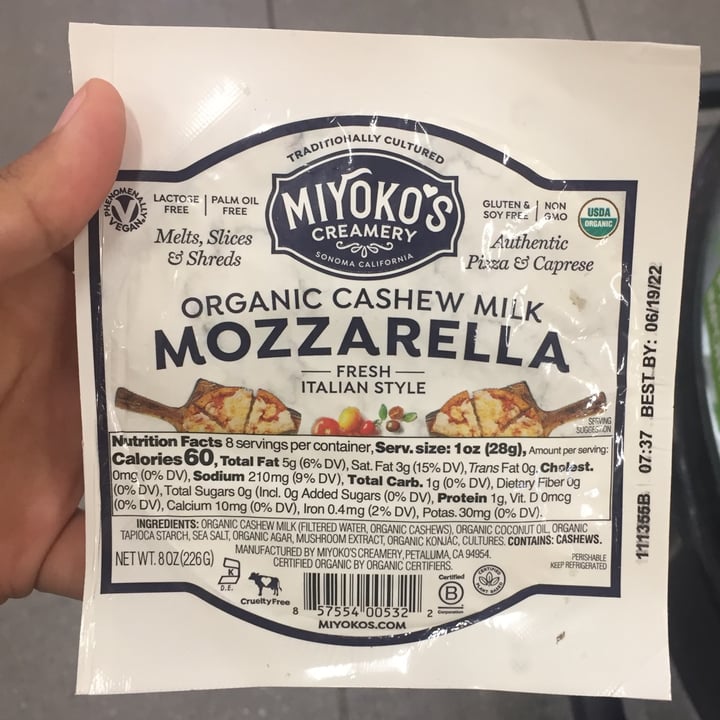 TRADITIONALLY CULTURED
MIYOKO'S
CREAMERY
SONOMA CALIFORNIA
PHENOMENALLY
VEGAN
LACTOSE FREE
PALM OIL FREE
Melts, Slices
& Shreds
GLUTEN & SOY FREE
NON GMO
USDA
ORGANIC
Authentic
Pizza & Caprese
ORGANIC CASHEW MILK
MOZZARELLA
FRESH
ITALIAN STYLE
SERVING
SUGGESTION
Nutrition Facts 8 servings per container, Serv. size: 1oz (28g), Amount per serving:
Calories 60, Total Fat 5g (6% DV), Sat. Fat 3g (15% DV), Trans Fat 0g, Cholest.
0mg (0% DV), Sodium 210mg (9% DV), Total Carb. 1g (0% DV), Dietary Fiber 0g
(0% DV), Total Sugars 0g (Incl. 0g Added Sugars (0% DV), Protein 1g, Vit. D 0mcg
(0% DV), Calcium 10mg (0% DV), Iron 0.4mg (2% DV), Potas. 30mg (0% DV).
INGREDIENTS: ORGANIC CASHEW MILK (FILTERED WATER, ORGANIC CASHEWS), ORGANIC COCONUT OIL, ORGANIC
TAPIOCA STARCH, SEA SALT, ORGANIC AGAR, MUSHROOM EXTRACT, ORGANIC KONJAC, CULTURES. CONTAINS: CASHEWS.
NET WT. 8 OZ (226 G)
MANUFACTURED BY MIYOKO'S CREAMERY, PETALUMA, CA 94954.
CERTIFIED ORGANIC BY ORGANIC CERTIFIERS.
PERISHABLE
KEEP REFRIGERATED
K
D.E.
CrueltyFree
8 57554 00532 2
Certified
B
Corporation
CERTIFIED
PLANT BASED
MIYOKOS.COM
111355B 07:37 BEST BY: 06/19/22